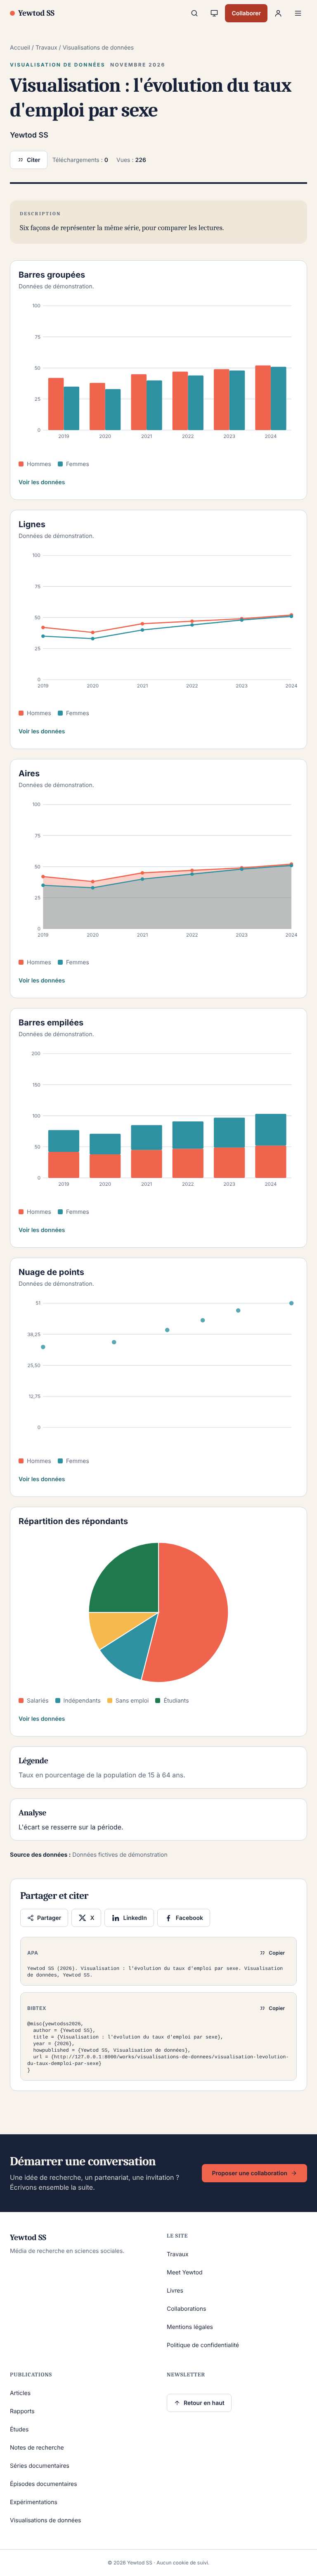 Yewtod SS
Collaborer
Accueil / Travaux / Visualisations de données
VISUALISATION DE DONNÉES NOVEMBRE 2026
Visualisation : l'évolution du taux
d'emploi par sexe
Yewtod SS
Citer
Téléchargements : 0
Vues : 226
DESCRIPTION
Six façons de représenter la même série, pour comparer les lectures.
Barres groupées
Données de démonstration.
100
75
50
25
0
2019 2020 2021 2022 2023 2024
Hommes Femmes
Voir les données
Lignes
Données de démonstration.
100
75
50
25
0
2019 2020 2021 2022 2023 2024
Hommes Femmes
Voir les données
Aires
Données de démonstration.
100
75
50
25
0
2019 2020 2021 2022 2023 2024
Hommes Femmes
Voir les données
Barres empilées
Données de démonstration.
200
150
100
50
0
2019 2020 2021 2022 2023 2024
Hommes Femmes
Voir les données
Nuage de points
Données de démonstration.
51
38,25
25,50
12,75
0
Hommes Femmes
Voir les données
Répartition des répondants
Salariés Indépendants Sans emploi Étudiants
Voir les données
Légende
Taux en pourcentage de la population de 15 à 64 ans.
Analyse
L'écart se resserre sur la période.
Source des données : Données fictives de démonstration
Partager et citer
Partager
X
LinkedIn
Facebook
APA
Copier
Yewtod SS (2026). Visualisation : l'évolution du taux d'emploi par sexe. Visualisation
de données, Yewtod SS.
BIBTEX
Copier
@misc{yewtodss2026,
author = {Yewtod SS},
title = {Visualisation : l'évolution du taux d'emploi par sexe},
year = {2026},
howpublished = {Yewtod SS, Visualisation de données},
url = {http://127.0.0.1:8000/works/visualisations-de-donnees/visualisation-levolution-
du-taux-demploi-par-sexe}
}
Démarrer une conversation
Une idée de recherche, un partenariat, une invitation ?
Écrivons ensemble la suite.
Proposer une collaboration
Yewtod SS
Média de recherche en sciences sociales.
LE SITE
Travaux
Meet Yewtod
Livres
Collaborations
Mentions légales
Politique de confidentialité
PUBLICATIONS
Articles
Rapports
Études
Notes de recherche
Séries documentaires
Épisodes documentaires
Expérimentations
Visualisations de données
NEWSLETTER
Retour en haut
© 2026 Yewtod SS · Aucun cookie de suivi.